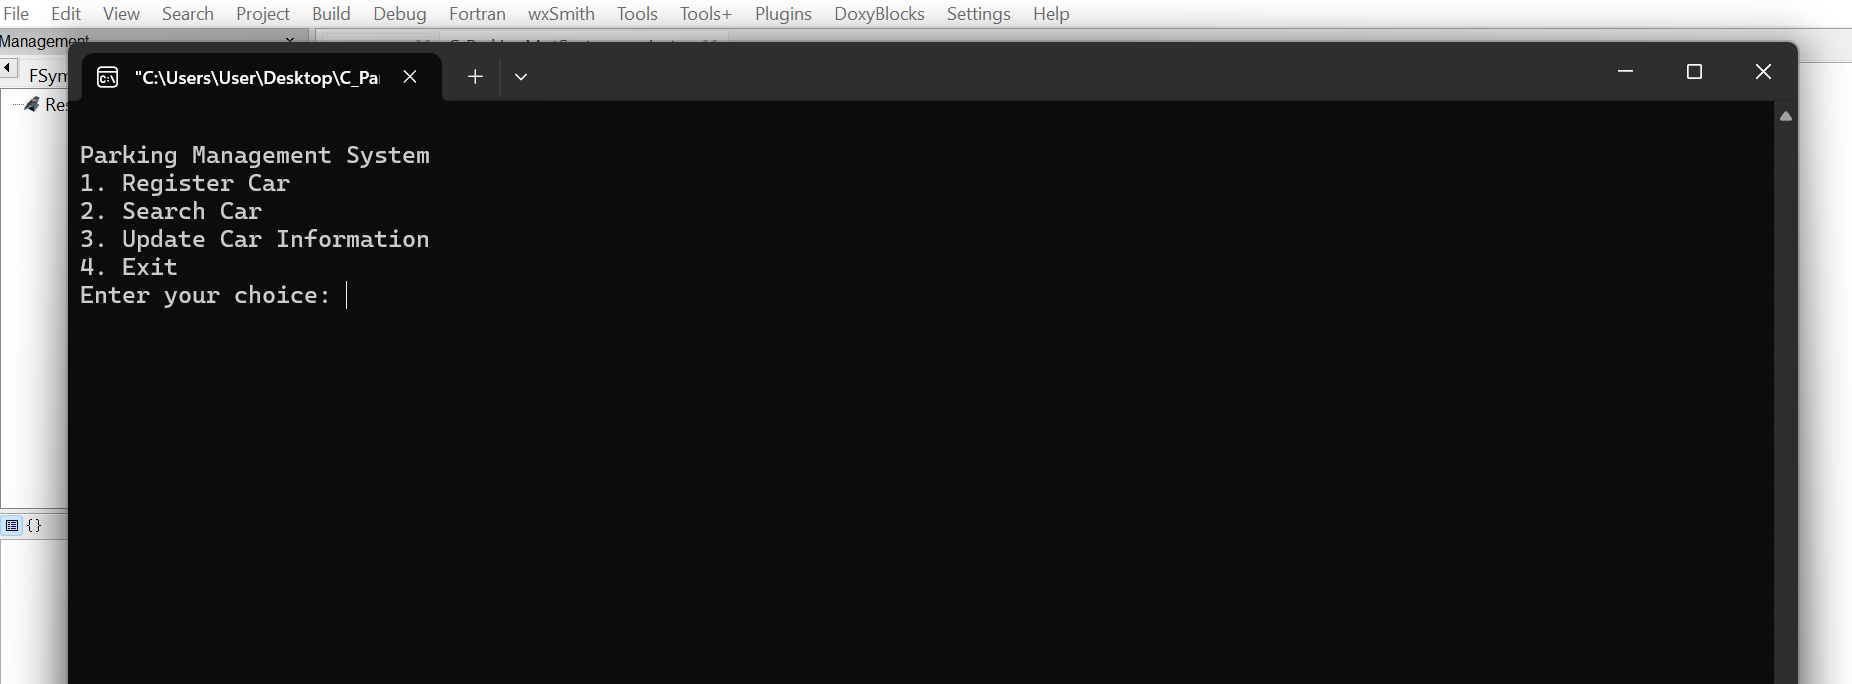 File Edit View Search Project Build Debug Fortran wxSmith Tools Tools+ Plugins DoxyBlocks Settings Help
Management
FSym
Res
"C:\Users\User\Desktop\C_Pa
Parking Management System
1. Register Car
2. Search Car
3. Update Car Information
4. Exit
Enter your choice:
{}